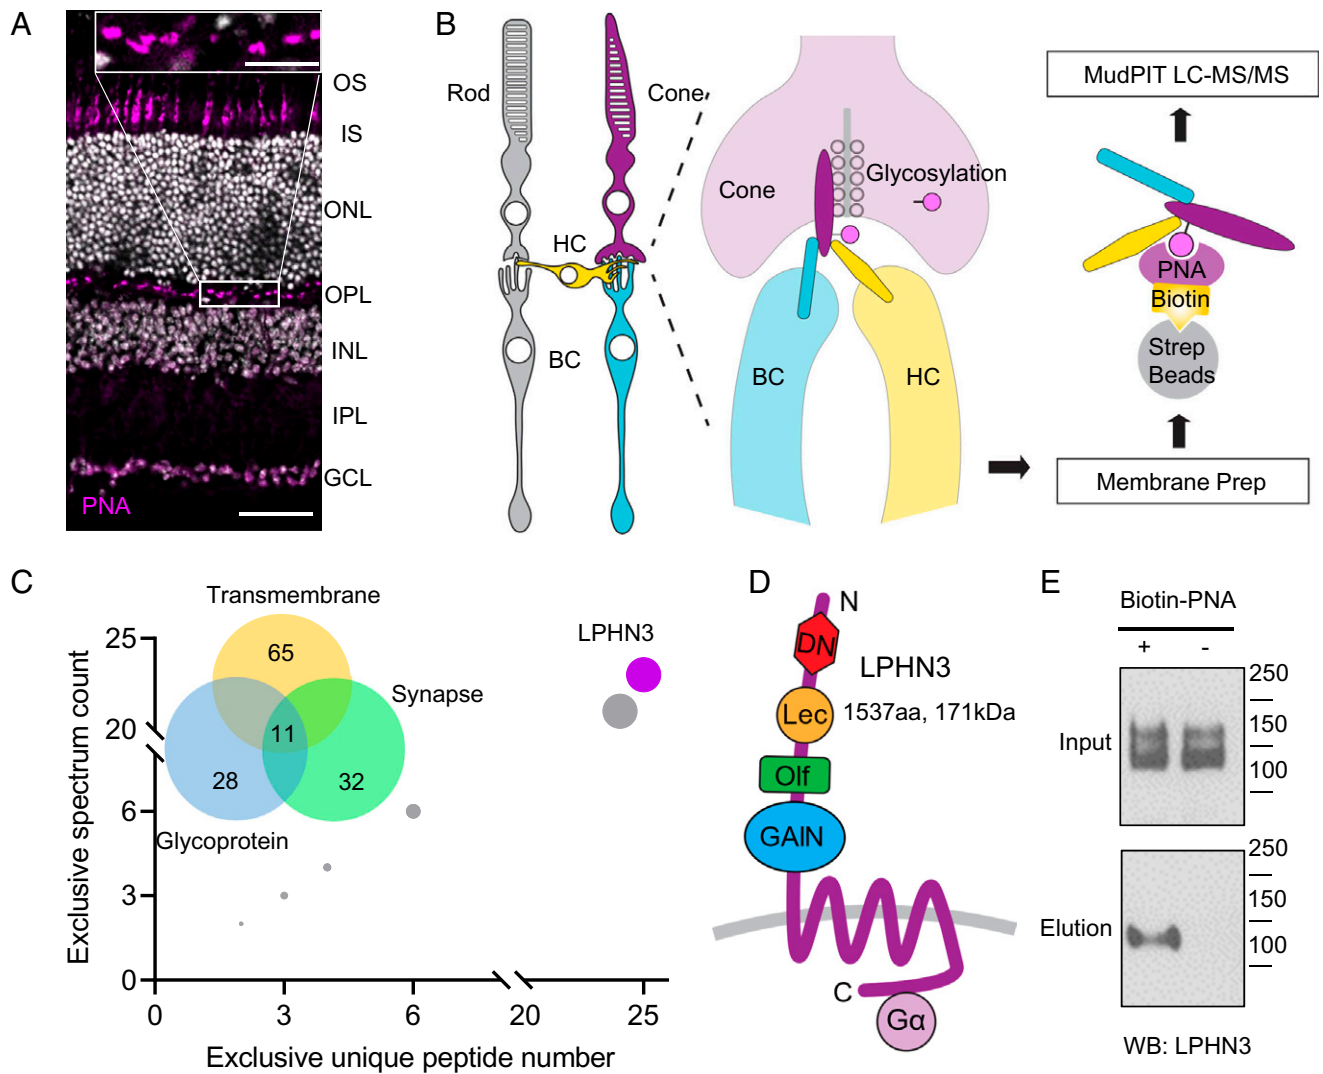 A
OS
IS
ONL
OPL
INL
IPL
GCL
PNA
B
Rod
Cone
HC
BC
Cone
Glycosylation
BC
HC
MudPIT LC-MS/MS
PNA
Biotin
Strep
Beads
Membrane Prep
C
Transmembrane
65
Synapse
11
28
32
Glycoprotein
LPHN3
Exclusive spectrum count
25
20
6
3
0
0
3
6
20
25
Exclusive unique peptide number
D
N
DN
LPHN3
Lec
1537aa, 171kDa
Olf
GAIN
C
Gα
E
Biotin-PNA
+ -
Input
250
150
100
Elution
250
150
100
WB: LPHN3